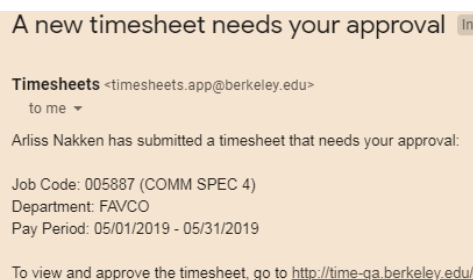 A new timesheet needs your approval In
Timesheets <timesheets.app@berkeley.edu>
to me
Arliss Nakken has submitted a timesheet that needs your approval:
Job Code: 005887 (COMM SPEC 4)
Department: FAVCO
Pay Period: 05/01/2019 - 05/31/2019
To view and approve the timesheet, go to http://time-qa.berkeley.edu/